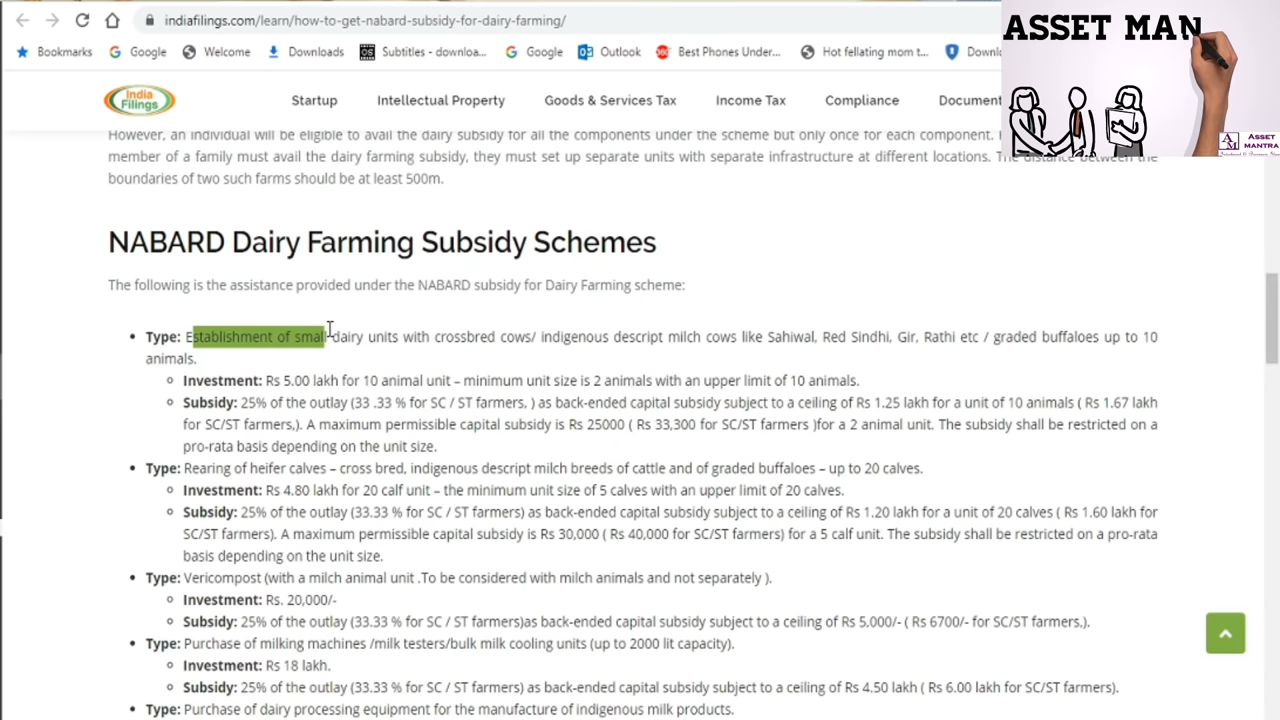 indiafilings.com/learn/how-to-get-nabard-subsidy-for-dairy-farming/
Bookmarks Google Welcome Downloads OS Subtitles - downloa... Google Outlook 360 Best Phones Under... Hot fellating mom t... Downl
ASSET MAN
India
Filings
Startup Intellectual Property Goods & Services Tax Income Tax Compliance Document
AM ASSET
MANTRA
However, an individual will be eligible to avail the dairy subsidy for all the components under the scheme but only once for each component.
member of a family must avail the dairy farming subsidy, they must set up separate units with separate infrastructure at different locations. The distance between the
boundaries of two such farms should be at least 500m.
NABARD Dairy Farming Subsidy Schemes
The following is the assistance provided under the NABARD subsidy for Dairy Farming scheme:
• Type: Establishment of small dairy units with crossbred cows/ indigenous descript milch cows like Sahiwal, Red Sindhi, Gir, Rathi etc / graded buffaloes up to 10
animals.
Investment: Rs 5.00 lakh for 10 animal unit – minimum unit size is 2 animals with an upper limit of 10 animals.
Subsidy: 25% of the outlay (33 .33 % for SC / ST farmers, ) as back-ended capital subsidy subject to a ceiling of Rs 1.25 lakh for a unit of 10 animals ( Rs 1.67 lakh
for SC/ST farmers,). A maximum permissible capital subsidy is Rs 25000 ( Rs 33,300 for SC/ST farmers )for a 2 animal unit. The subsidy shall be restricted on a
pro-rata basis depending on the unit size.
• Type: Rearing of heifer calves – cross bred, indigenous descript milch breeds of cattle and of graded buffaloes – up to 20 calves.
Investment: Rs 4.80 lakh for 20 calf unit – the minimum unit size of 5 calves with an upper limit of 20 calves.
Subsidy: 25% of the outlay (33.33 % for SC / ST farmers) as back-ended capital subsidy subject to a ceiling of Rs 1.20 lakh for a unit of 20 calves ( Rs 1.60 lakh for
SC/ST farmers). A maximum permissible capital subsidy is Rs 30,000 ( Rs 40,000 for SC/ST farmers) for a 5 calf unit. The subsidy shall be restricted on a pro-rata
basis depending on the unit size.
• Type: Vericompost (with a milch animal unit .To be considered with milch animals and not separately ).
Investment: Rs. 20,000/-
Subsidy: 25% of the outlay (33.33 % for SC / ST farmers)as back-ended capital subsidy subject to a ceiling of Rs 5,000/- ( Rs 6700/- for SC/ST farmers,).
• Type: Purchase of milking machines /milk testers/bulk milk cooling units (up to 2000 lit capacity).
Investment: Rs 18 lakh.
Subsidy: 25% of the outlay (33.33 % for SC / ST farmers) as back-ended capital subsidy subject to a ceiling of Rs 4.50 lakh ( Rs 6.00 lakh for SC/ST farmers).
• Type: Purchase of dairy processing equipment for the manufacture of indigenous milk products.